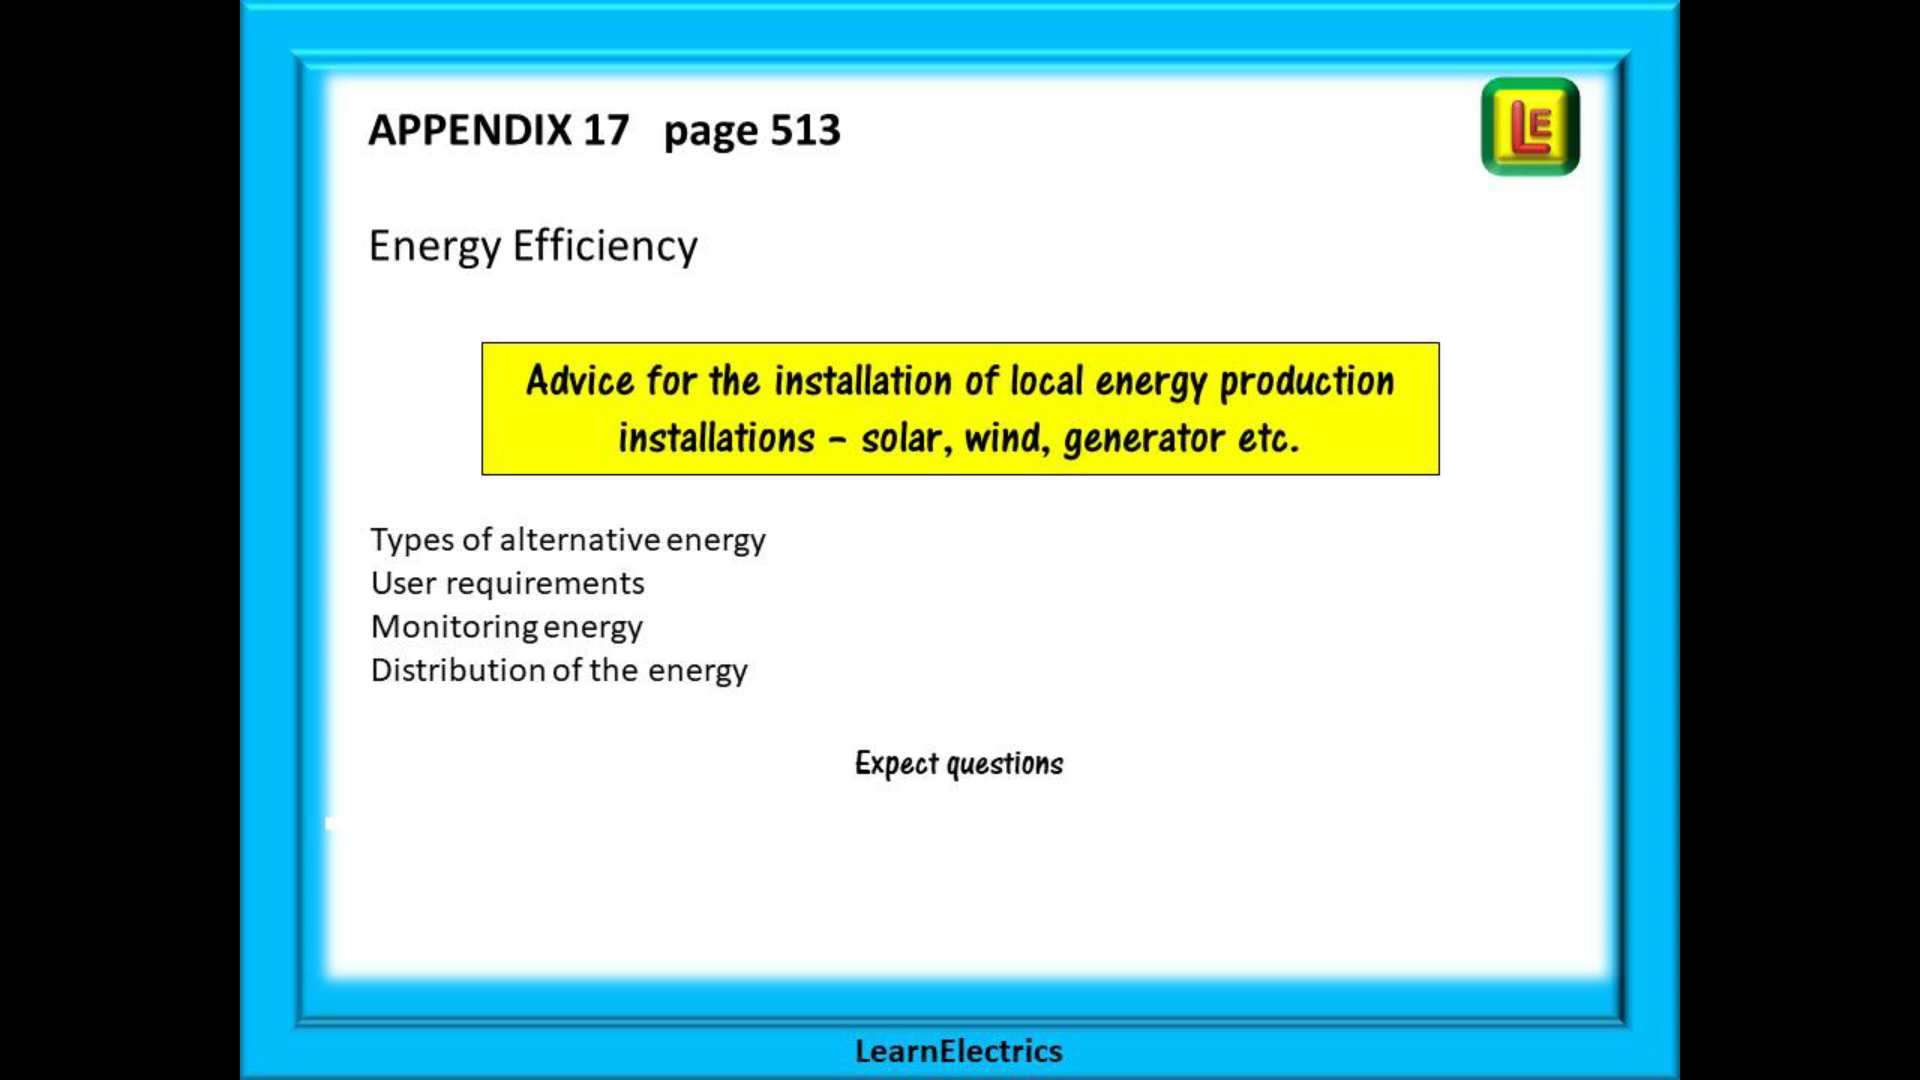 APPENDIX 17 page 513
LE
Energy Efficiency
Advice for the installation of local energy production
installations – solar, wind, generator etc.
Types of alternative energy
User requirements
Monitoring energy
Distribution of the energy
Expect questions
LearnElectrics